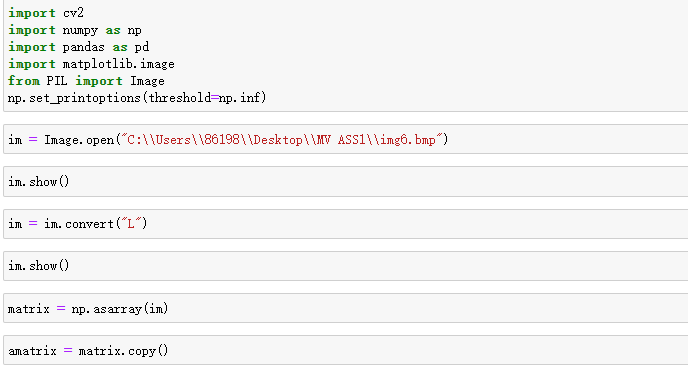 import cv2
import numpy as np
import pandas as pd
import matplotlib.image
from PIL import Image
np.set_printoptions(threshold=np.inf)
im = Image.open("C:\\Users\\86198\\Desktop\\MV ASS1\\img6.bmp")
im.show()
im = im.convert("L")
im.show()
matrix = np.asarray(im)
amatrix = matrix.copy()